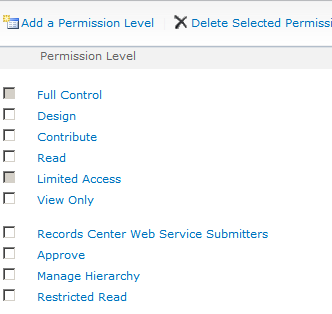 Add a Permission Level Delete Selected Permissi
Permission Level
Full Control
Design
Contribute
Read
Limited Access
View Only
Records Center Web Service Submitters
Approve
Manage Hierarchy
Restricted Read